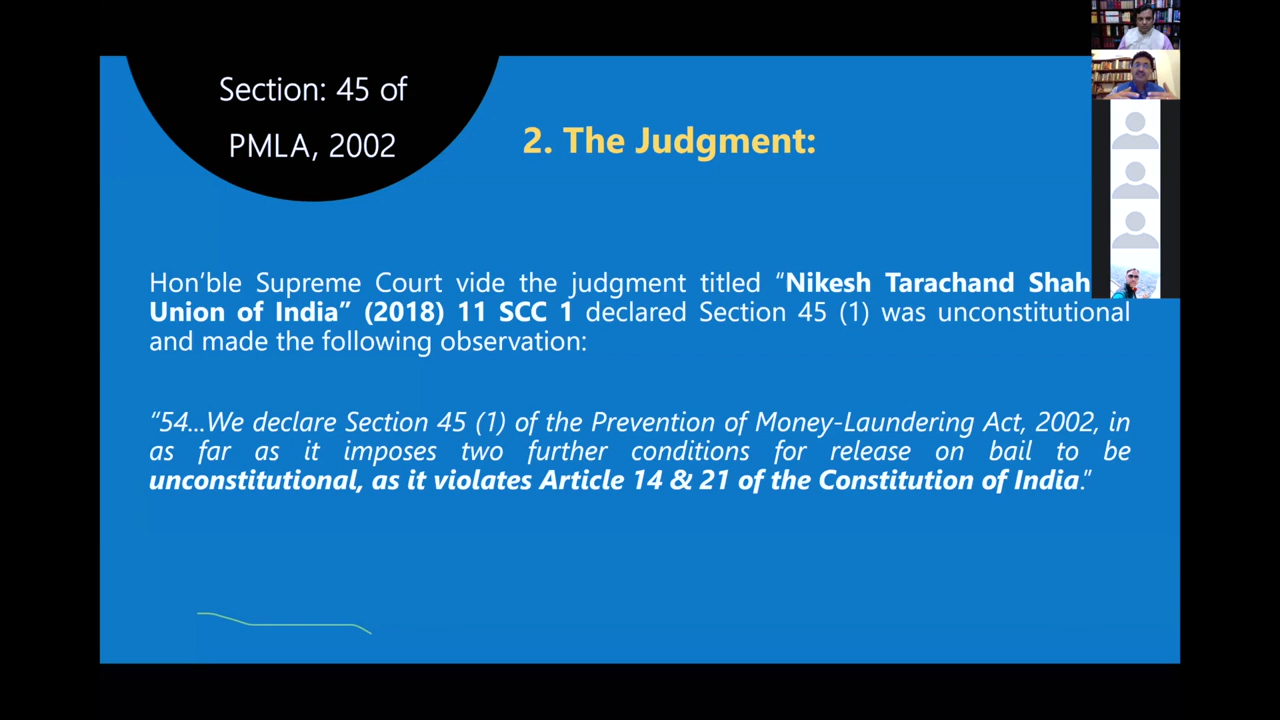 Section: 45 of
PMLA, 2002
2. The Judgment:
Hon’ble Supreme Court vide the judgment titled “Nikesh Tarachand Shah
Union of India” (2018) 11 SCC 1 declared Section 45 (1) was unconstitutional
and made the following observation:
“54...We declare Section 45 (1) of the Prevention of Money-Laundering Act, 2002, in
as far as it imposes two further conditions for release on bail to be
unconstitutional, as it violates Article 14 & 21 of the Constitution of India.”